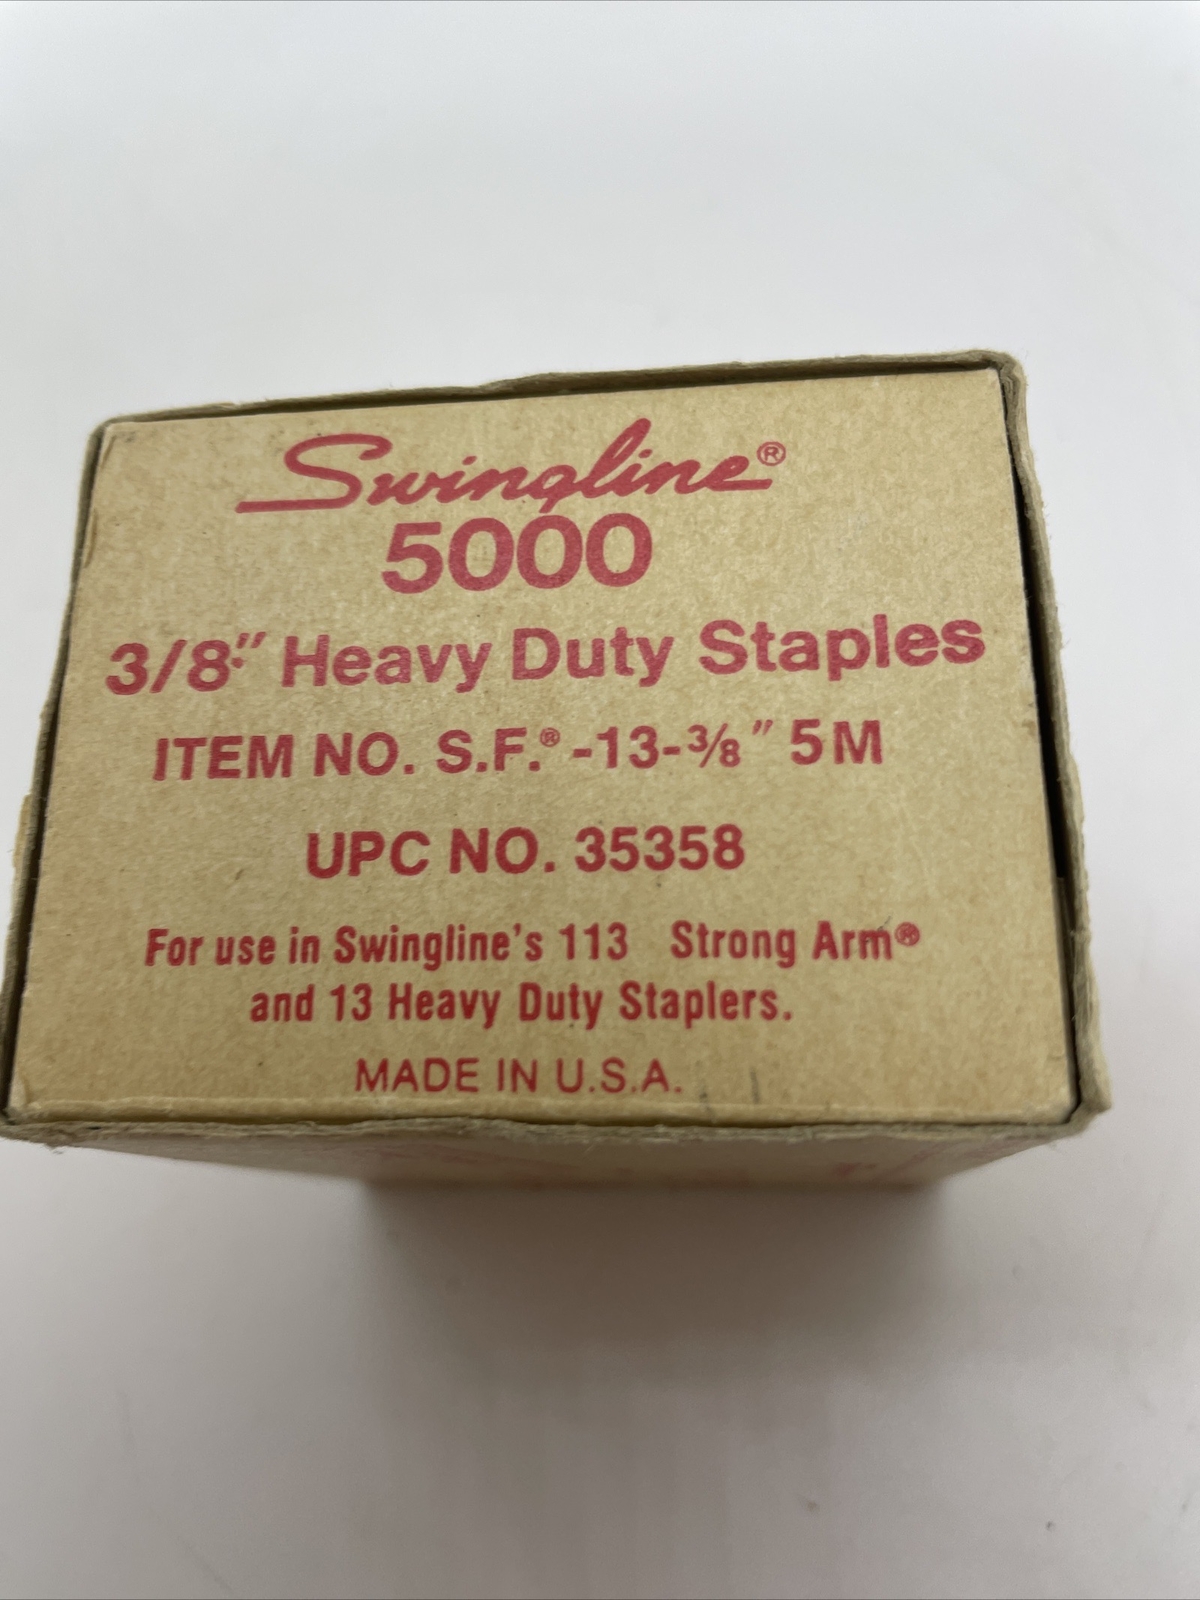 Swingline®
5000
3/8" Heavy Duty Staples
ITEM NO. S.F.® -13-3/8" 5M
UPC NO. 35358
For use in Swingline's 113 Strong Arm®
and 13 Heavy Duty Staplers.
MADE IN U.S.A.